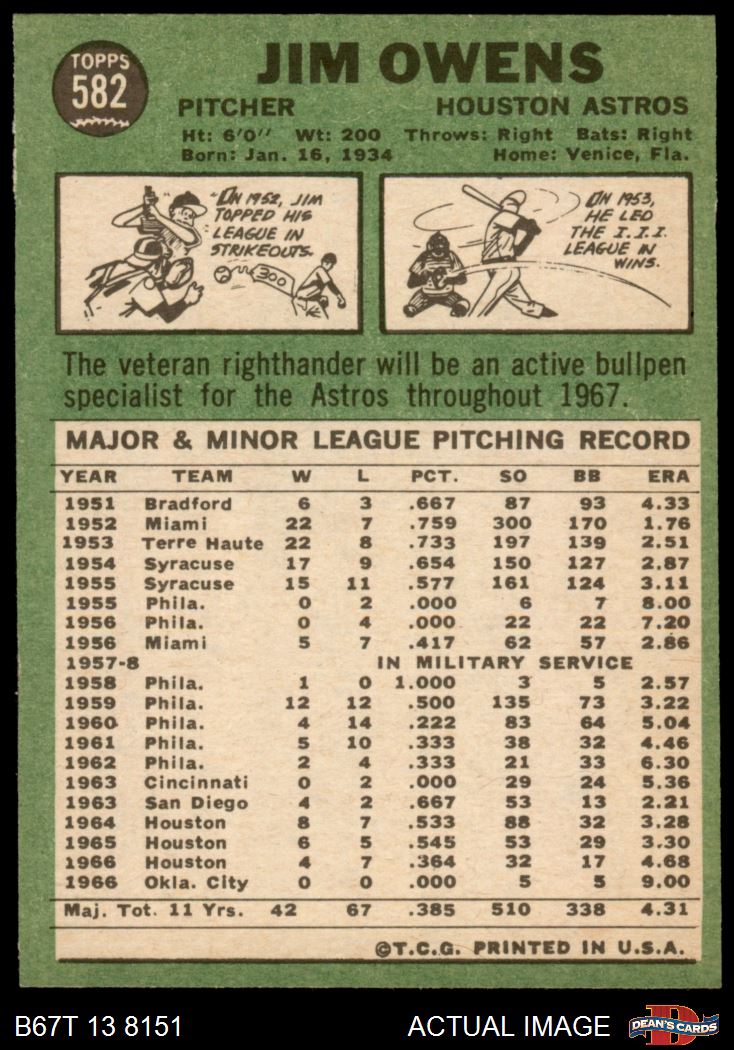 TOPPS
582
JIM OWENS
PITCHER HOUSTON ASTROS
Ht: 6'0" Wt: 200 Throws: Right Bats: Right
Born: Jan. 16, 1934 Home: Venice, Fla.
IN 1952, JIM
TOPPED HIS
LEAGUE IN
STRIKEOUTS.
300
IN 1953,
HE LED
THE I.I.I.
LEAGUE IN
WINS.
The veteran righthander will be an active bullpen
specialist for the Astros throughout 1967.
MAJOR & MINOR LEAGUE PITCHING RECORD
YEAR TEAM W L PCT. SO BB ERA
1951 Bradford 6 3 .667 87 93 4.33
1952 Miami 22 7 .759 300 170 1.76
1953 Terre Haute 22 8 .733 197 139 2.51
1954 Syracuse 17 9 .654 150 127 2.87
1955 Syracuse 15 11 .577 161 124 3.11
1955 Phila. 0 2 .000 6 7 8.00
1956 Phila. 0 4 .000 22 22 7.20
1956 Miami 5 7 .417 62 57 2.86
1957-8 IN MILITARY SERVICE
1958 Phila. 1 0 1.000 3 5 2.57
1959 Phila. 12 12 .500 135 73 3.22
1960 Phila. 4 14 .222 83 64 5.04
1961 Phila. 5 10 .333 38 32 4.46
1962 Phila. 2 4 .333 21 33 6.30
1963 Cincinnati 0 2 .000 29 24 5.36
1963 San Diego 4 2 .667 53 13 2.21
1964 Houston 8 7 .533 88 32 3.28
1965 Houston 6 5 .545 53 29 3.30
1966 Houston 4 7 .364 32 17 4.68
1966 Okla. City 0 0 .000 5 5 9.00
Maj. Tot. 11 Yrs. 42 67 .385 510 338 4.31
©T.C.G. PRINTED IN U.S.A.
B67T 13 8151 ACTUAL IMAGE
DEAN'S CARDS